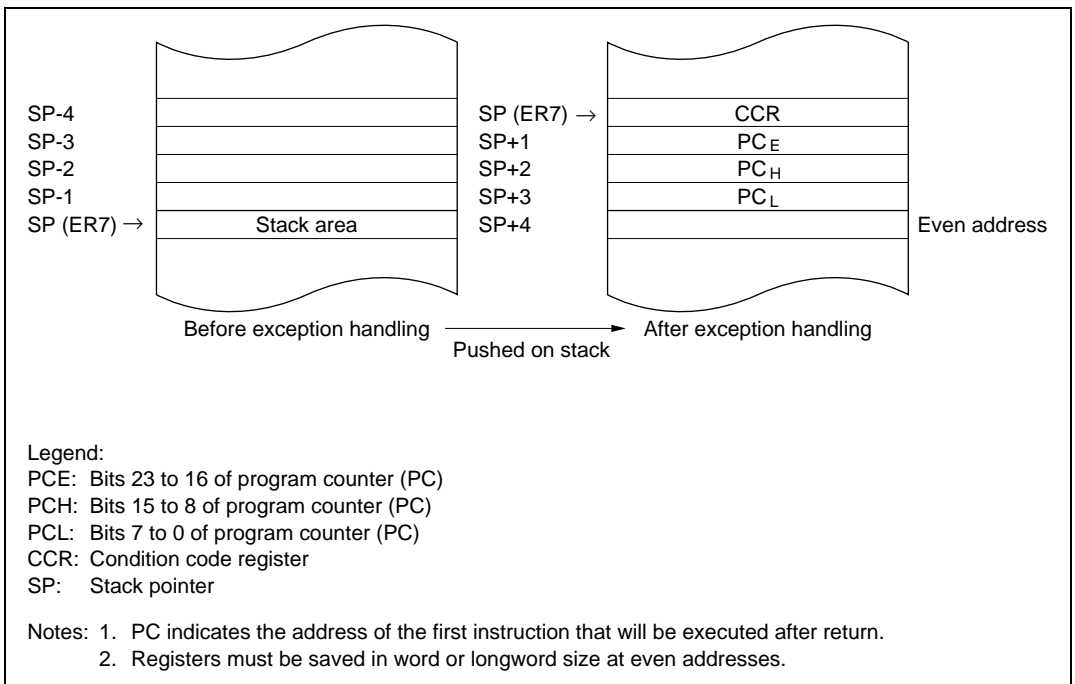 SP-4 SP (ER7) → CCR
SP-3 SP+1 PCE
SP-2 SP+2 PCH
SP-1 SP+3 PCL
SP (ER7) → Stack area SP+4 Even address
Before exception handling After exception handling
Pushed on stack
Legend:
PCE: Bits 23 to 16 of program counter (PC)
PCH: Bits 15 to 8 of program counter (PC)
PCL: Bits 7 to 0 of program counter (PC)
CCR: Condition code register
SP: Stack pointer
Notes: 1. PC indicates the address of the first instruction that will be executed after return.
2. Registers must be saved in word or longword size at even addresses.